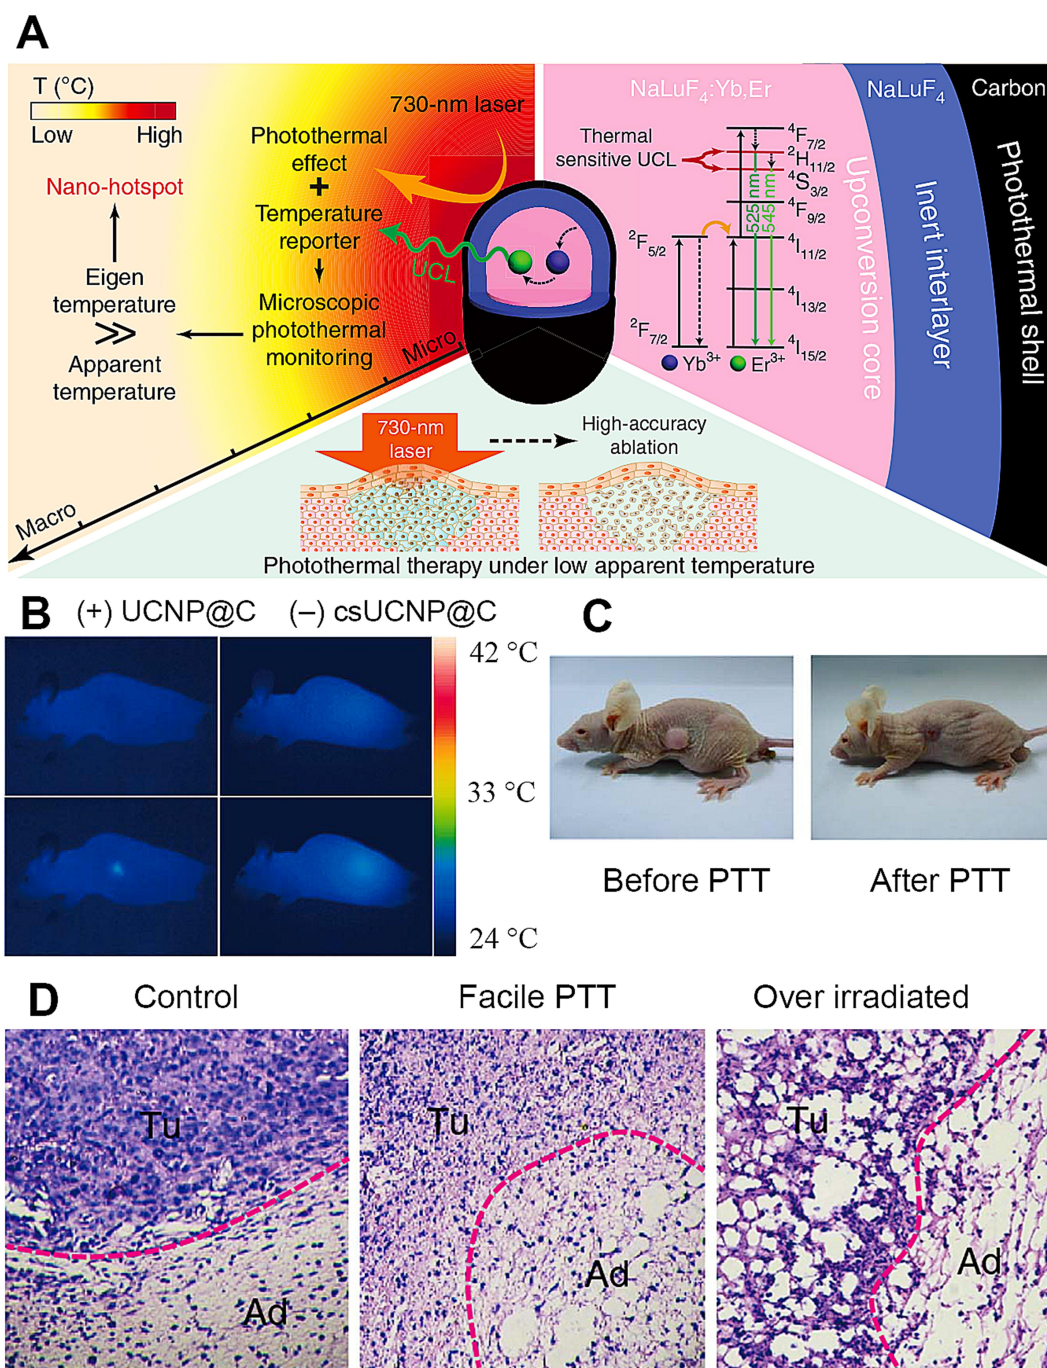 A
T (°C)
Low High
730-nm laser
Photothermal
effect
+
Temperature
reporter
Microscopic
photothermal
monitoring
Nano-hotspot
Eigen
temperature
≫
Apparent
temperature
UCL
Micro
Macro
NaLuF4:Yb,Er
NaLuF4
Carbon
Thermal
sensitive UCL
4F7/2
2H11/2
4S3/2
4F9/2
4I11/2
4I13/2
4I15/2
2F5/2
2F7/2
525 nm
545 nm
Yb3+ Er3+
Upconversion core
Inert interlayer
Phototothermal shell
730-nm
laser
High-accuracy
ablation
Photothermal therapy under low apparent temperature
B
(+) UCNP@C (–) csUCNP@C
42 °C
33 °C
24 °C
C
Before PTT After PTT
D
Control Facile PTT Over irradiated
Tu Tu Tu
Ad Ad Ad